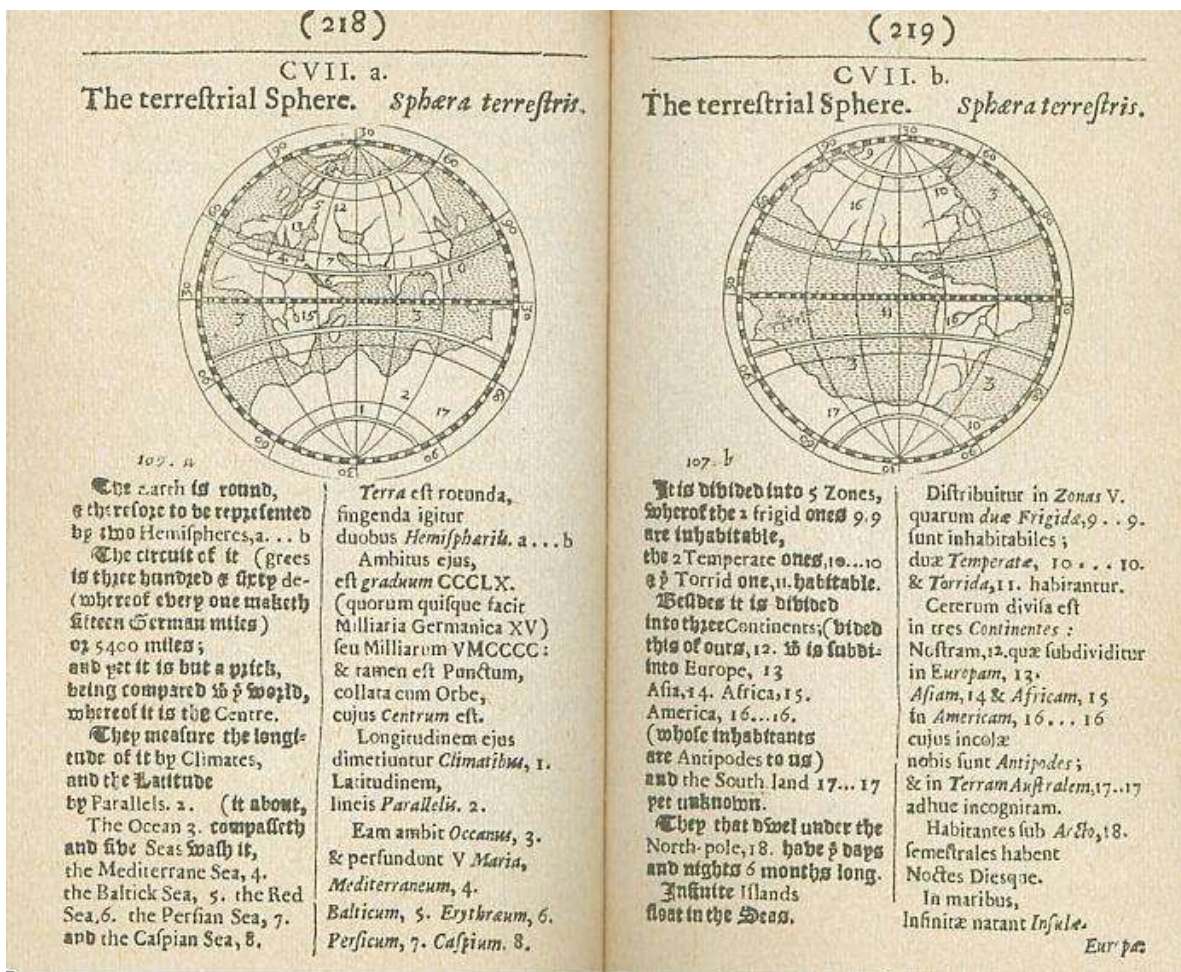 (218)
CVII. a.
The terreſtrial Sphere. Sphæra terreſtris.
107. a
The Earth is round,
& therefore to be repreſented
by two Hemiſpheres, a... b
The circuit of it (grees
is three hundred & ſixty de-
(whereof every one maketh
fifteen German miles)
or 5400 miles;
and yet it is but a prick,
being compared wͭ yͤ world,
whereof it is the Centre.
They meaſure the longi-
tude of it by Climates,
and the Latitude
by Parallels. 2. (it about,
The Ocean 3. compaſſeth
and five Seas waſh it,
the Mediterrane Sea, 4.
the Baltick Sea, 5. the Red
Sea, 6. the Perſian Sea, 7.
and the Caſpian Sea, 8.
Terra eſt rotunda,
fingenda igitur
duobus Hemiſphæriis. a...b
Ambitus ejus,
eſt graduum CCCLX.
(quorum quiſque facit
Milliaria Germanica XV)
ſeu Milliarum VMCCCC:
& tamen eſt Punctum,
collata cum Orbe,
cujus Centrum eſt.
Longitudinem ejus
dimetiuntur Climatibus, 1.
Latitudinem,
lineis Parallelis. 2.
Eam ambit Oceanus, 3.
& perfundunt V Maria,
Mediterraneum, 4.
Balticum, 5. Erythræum, 6.
Perſicum, 7. Caſpium. 8.
(219)
CVII. b.
The terreſtrial Sphere. Sphæra terreſtris.
107. b
It is divided into 5 Zones,
wherof the 2 frigid ones 9.9
are inhabitable,
the 2 Temperate ones, 10...10
& yͤ Torrid one, 11. habitable.
Beſides it is divided
into three Continents; (vided
this of ours, 12. wͨ is ſubdi-
into Europe, 13
Aſia, 14. Africa, 15.
America, 16...16.
(whoſe inhabitants
are Antipodes to us)
and the South land 17... 17
yet unknown.
They that dwel under the
North-pole, 18. have yͤ days
and nights 6 months long.
Infinite Iſlands
float in the Seas.
Diſtribuitur in Zonas V.
quarum duæ Frigidæ, 9 . . 9.
ſunt inhabitabiles;
duæ Temperatæ, 10 . . . 10.
& Torrida, 11. habitantur.
Ceterum diviſa eſt
in tres Continentes:
Noſtram, 12. quæ ſubdividitur
in Europam, 13.
Aſiam, 14 & Africam, 15
in Americam, 16 . . . 16
cujus incolæ
nobis ſunt Antipodes;
& in Terram Auſtralem, 17..17
adhuc incognitam.
Habitantes ſub Arcto, 18.
ſemeſtrales habent
Noctes Dieſque.
In maribus,
Infinitæ natant Inſulæ.
Europæ